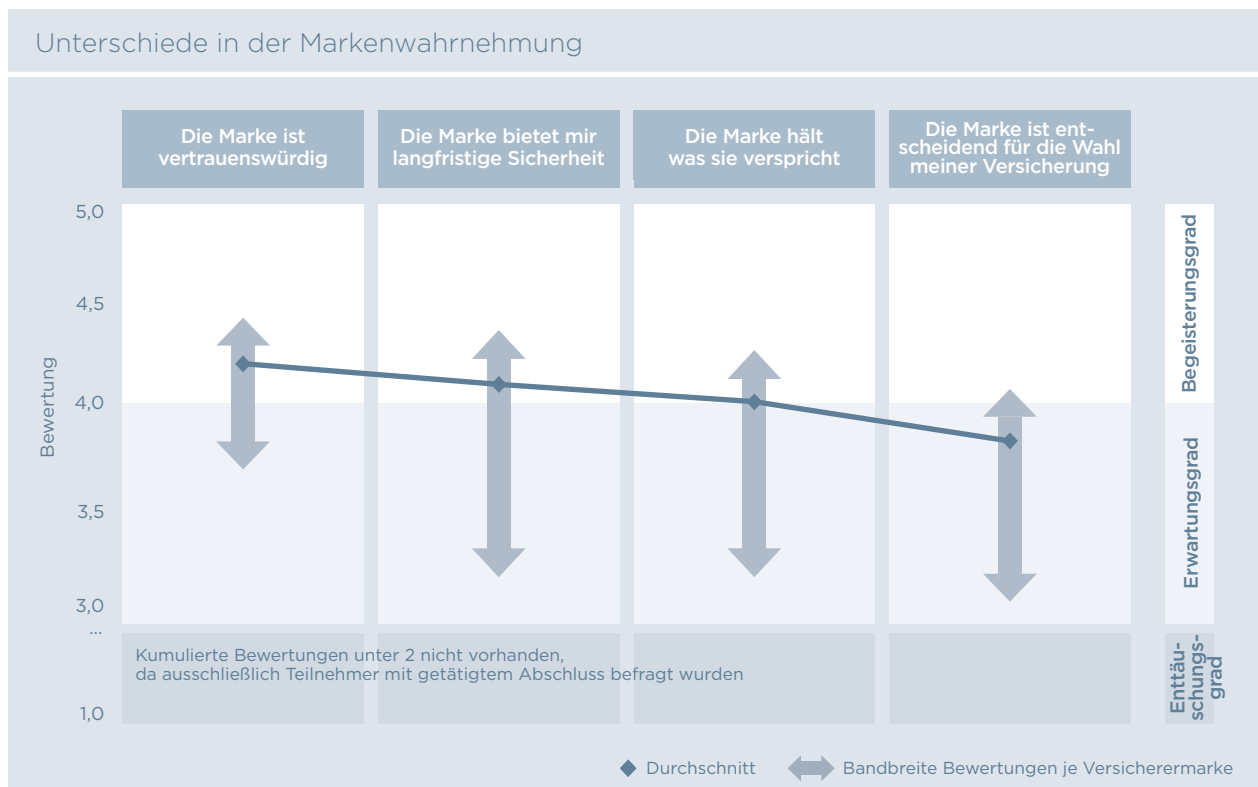 Unterschiede in der Markenwahrnehmung
Die Marke ist
vertrauenswürdig
Die Marke bietet mir
langfristige Sicherheit
Die Marke hält
was sie verspricht
Die Marke ist ent-
scheidend für die Wahl
meiner Versicherung
Bewertung
5,0
4,5
4,0
3,5
3,0
...
1,0
Begeisterungsgrad
Erwartungsgrad
Enttäu-
schungs-
grad
Kumulierte Bewertungen unter 2 nicht vorhanden,
da ausschließlich Teilnehmer mit getätigtem Abschluss befragt wurden
Durchschnitt
Bandbreite Bewertungen je Versicherermarke